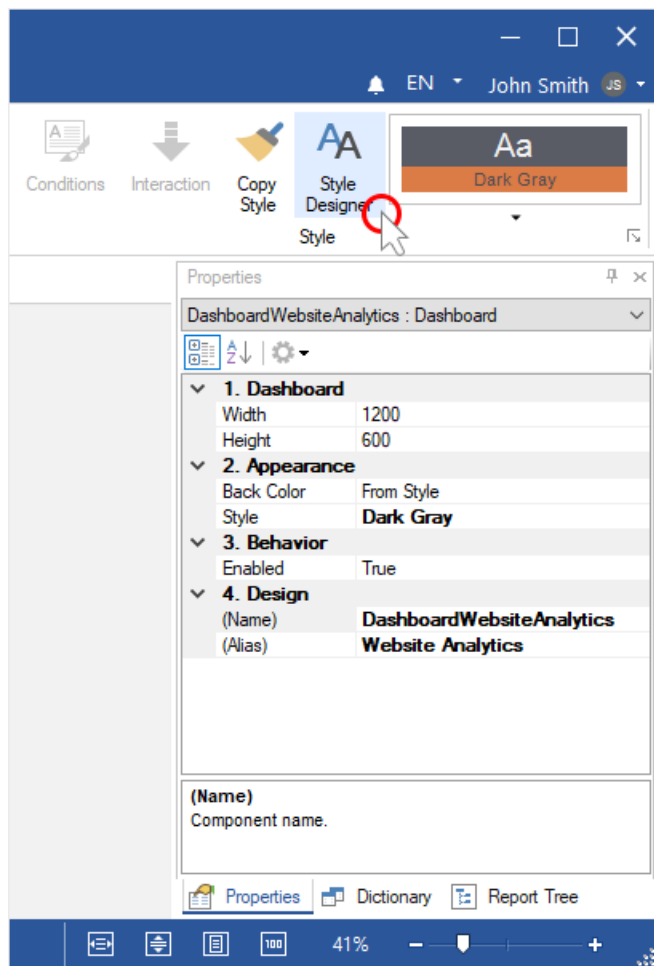 EN John Smith JS
Aa
Conditions Interaction Copy Style Style Designer Dark Gray
Style
Properties
DashboardWebsiteAnalytics : Dashboard
1. Dashboard
Width 1200
Height 600
2. Appearance
Back Color From Style
Style Dark Gray
3. Behavior
Enabled True
4. Design
(Name) DashboardWebsiteAnalytics
(Alias) Website Analytics
(Name)
Component name.
Properties Dictionary Report Tree
100 41%